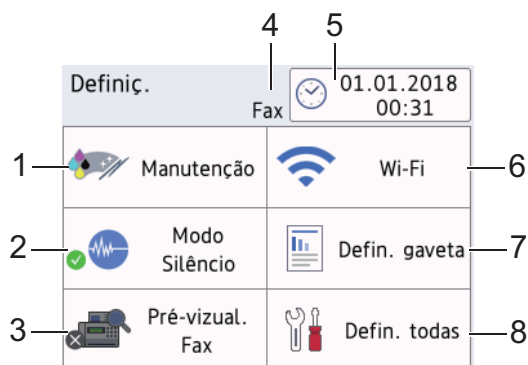 4 5
Definiç.
Fax
01.01.2018
00:31
1
Manutenção
Wi-Fi
6
2
Modo
Silêncio
Defin. gaveta
7
3
Pré-vizual.
Fax
Defin. todas
8